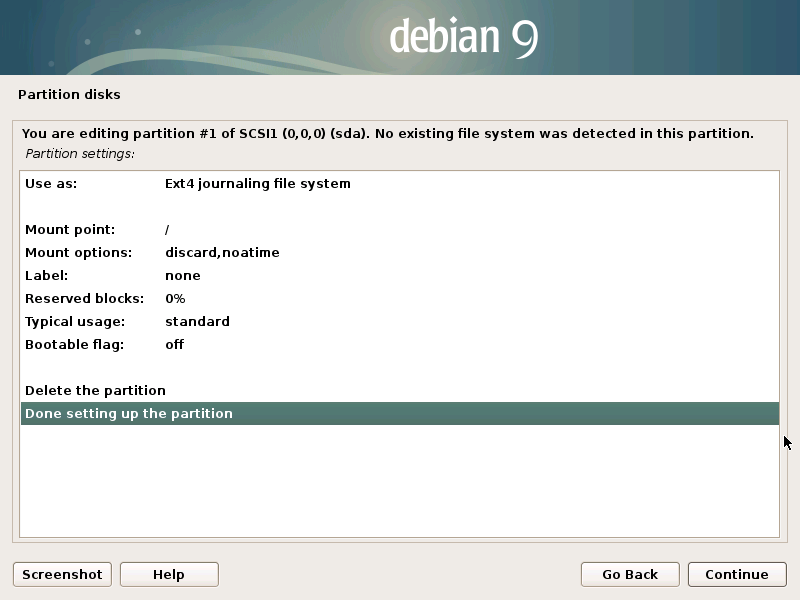 debian 9
Partition disks
You are editing partition #1 of SCSI1 (0,0,0) (sda). No existing file system was detected in this partition.
Partition settings:
Use as: Ext4 journaling file system
Mount point: /
Mount options: discard,noatime
Label: none
Reserved blocks: 0%
Typical usage: standard
Bootable flag: off
Delete the partition
Done setting up the partition
Screenshot Help Go Back Continue